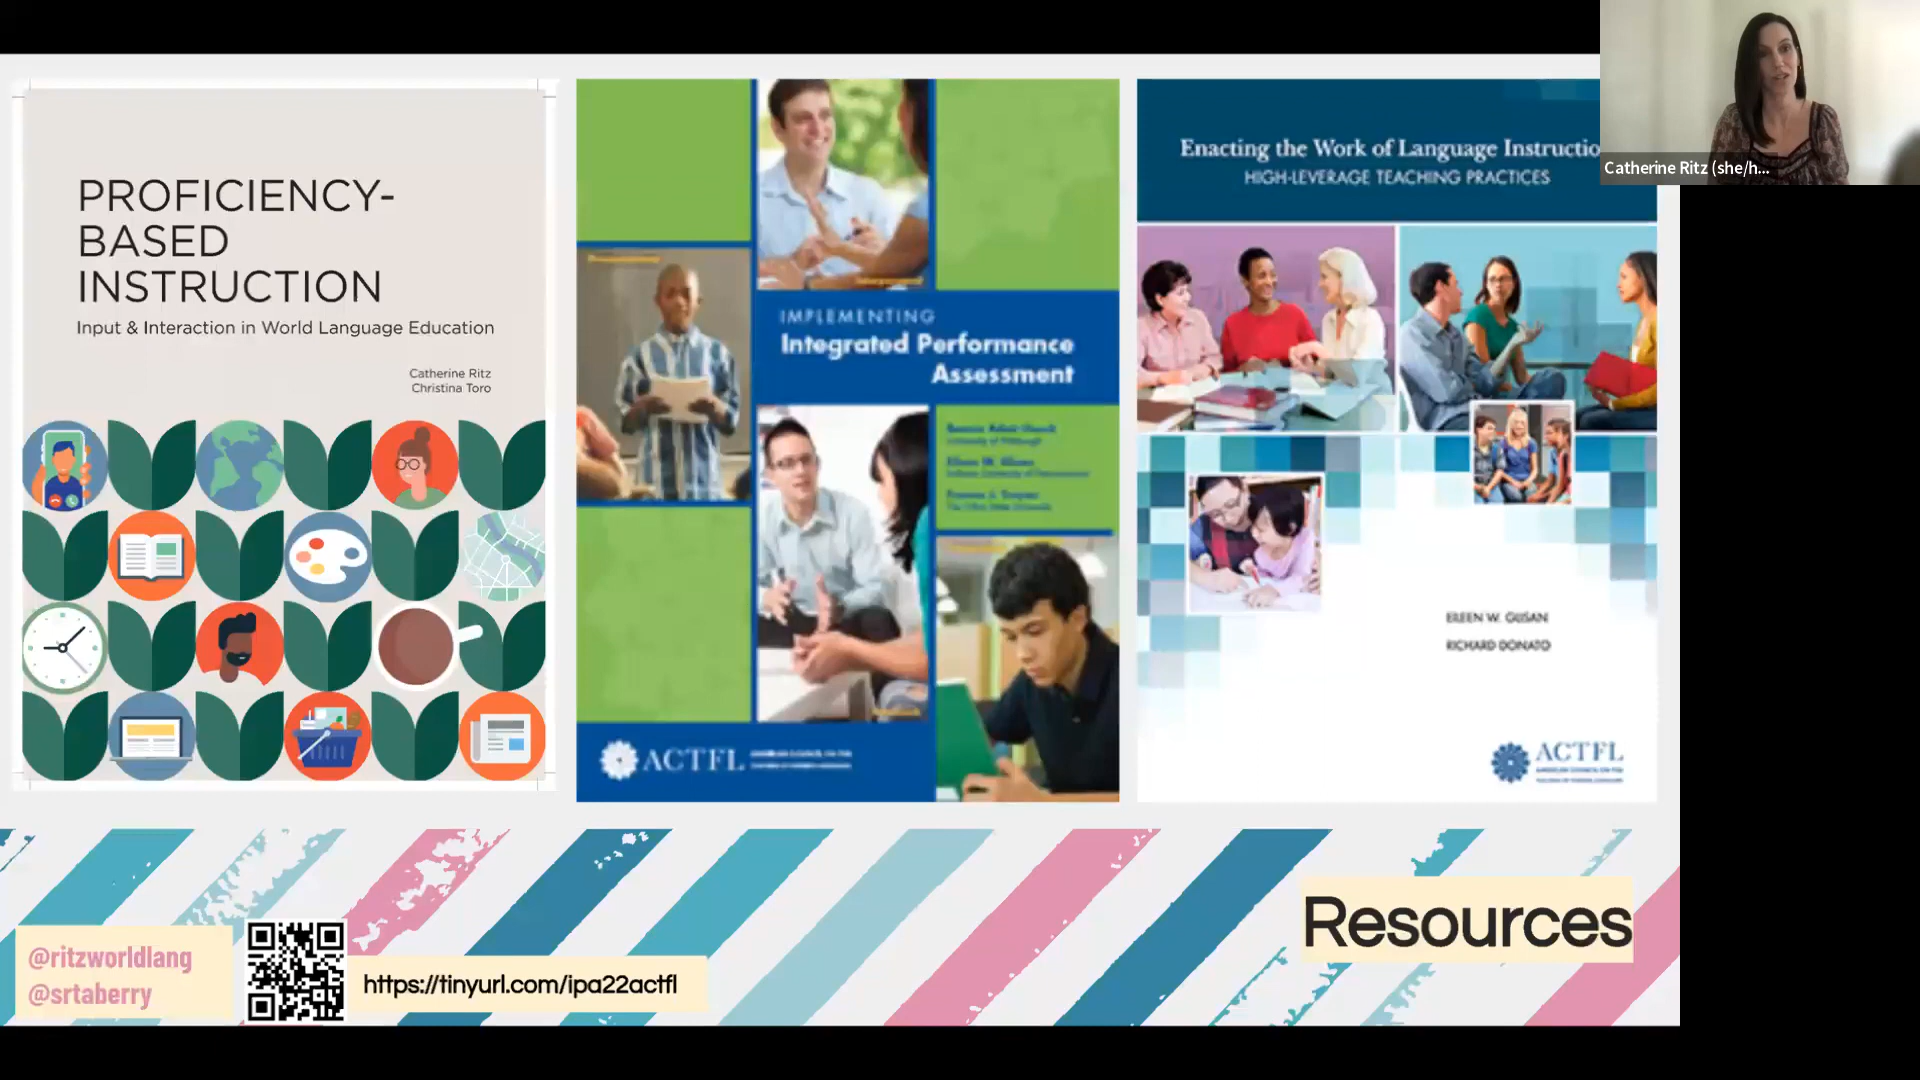 PROFICIENCY-
BASED
INSTRUCTION
Input & Interaction in World Language Education
Catherine Ritz
Christina Toro
IMPLEMENTING
Integrated Performance
Assessment
ACTFL
Enacting the Work of Language Instructio
HIGH-LEVERAGE TEACHING PRACTICES
EILEEN W. GLISAN
RICHARD DONATO
ACTFL
Catherine Ritz (she/h...
Resources
@ritzworldlang
@srtaberry
https://tinyurl.com/ipa22actfl